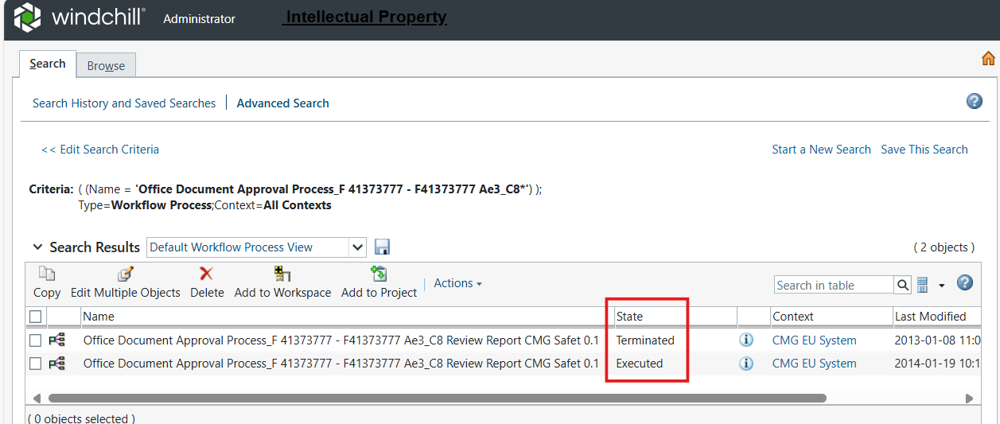 windchill® Administrator Intellectual Property
Search Browse
Search History and Saved Searches Advanced Search
<< Edit Search Criteria Start a New Search Save This Search
Criteria: ( (Name = 'Office Document Approval Process_F 41373777 - F41373777 Ae3_C8*') );
Type=Workflow Process;Context=All Contexts
Search Results Default Workflow Process View ( 2 objects )
Copy Edit Multiple Objects Delete Add to Workspace Add to Project Actions Search in table
Name State Context Last Modified
Office Document Approval Process_F 41373777 - F41373777 Ae3_C8 Review Report CMG Safet 0.1 Terminated CMG EU System 2013-01-08 11:0
Office Document Approval Process_F 41373777 - F41373777 Ae3_C8 Review Report CMG Safet 0.1 Executed CMG EU System 2014-01-19 10:1
( 0 objects selected )